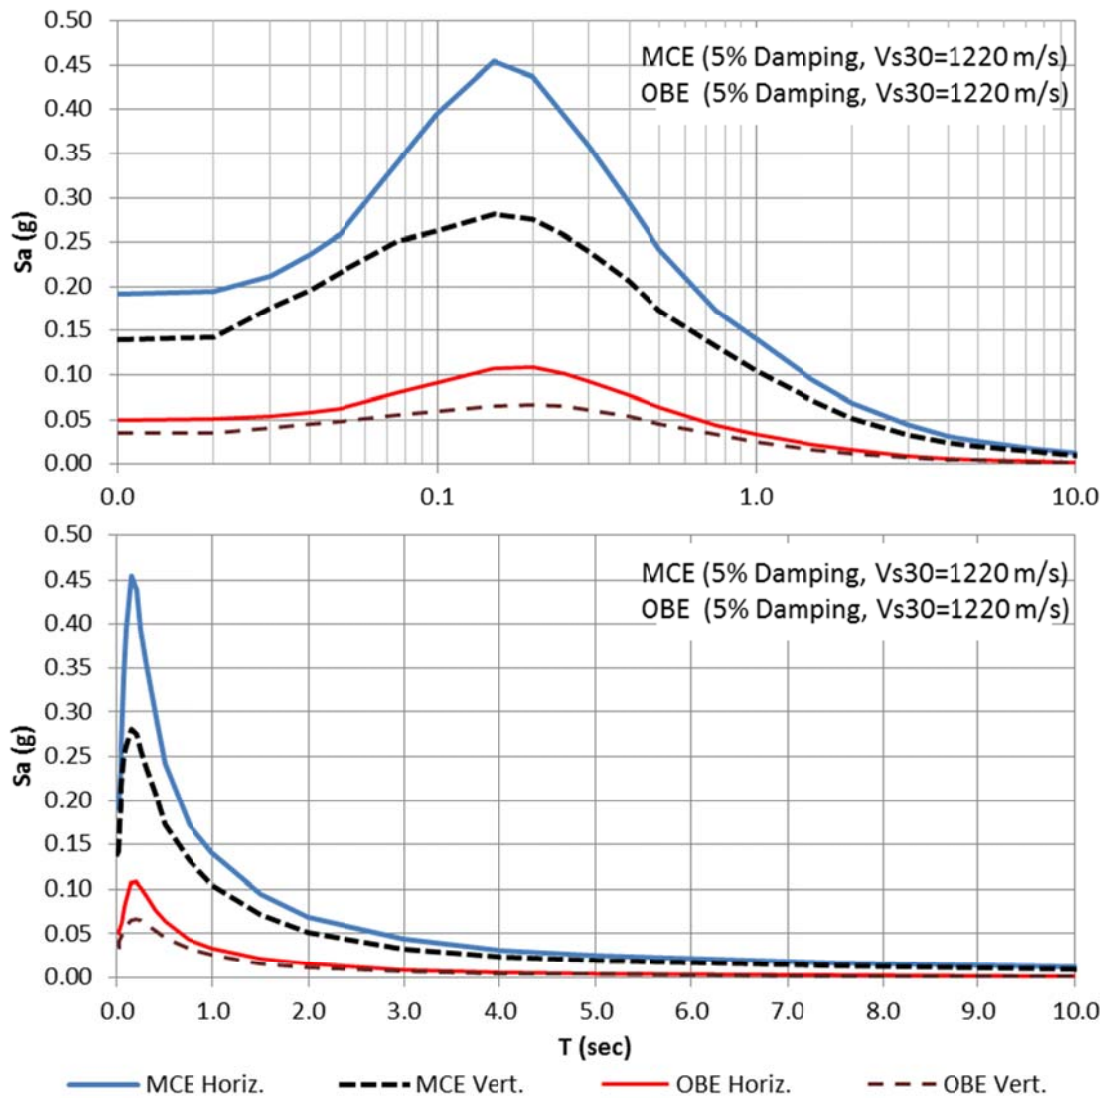 0.50
0.45
0.40
0.35
0.30
0.25
0.20
0.15
0.10
0.05
0.00
Sa (g)
MCE (5% Damping, Vs30=1220 m/s)
OBE (5% Damping, Vs30=1220 m/s)
0.0 0.1 1.0 10.0
0.50
0.45
0.40
0.35
0.30
0.25
0.20
0.15
0.10
0.05
0.00
Sa (g)
MCE (5% Damping, Vs30=1220 m/s)
OBE (5% Damping, Vs30=1220 m/s)
0.0 1.0 2.0 3.0 4.0 5.0 6.0 7.0 8.0 9.0 10.0
T (sec)
MCE Horiz. MCE Vert. OBE Horiz. OBE Vert.